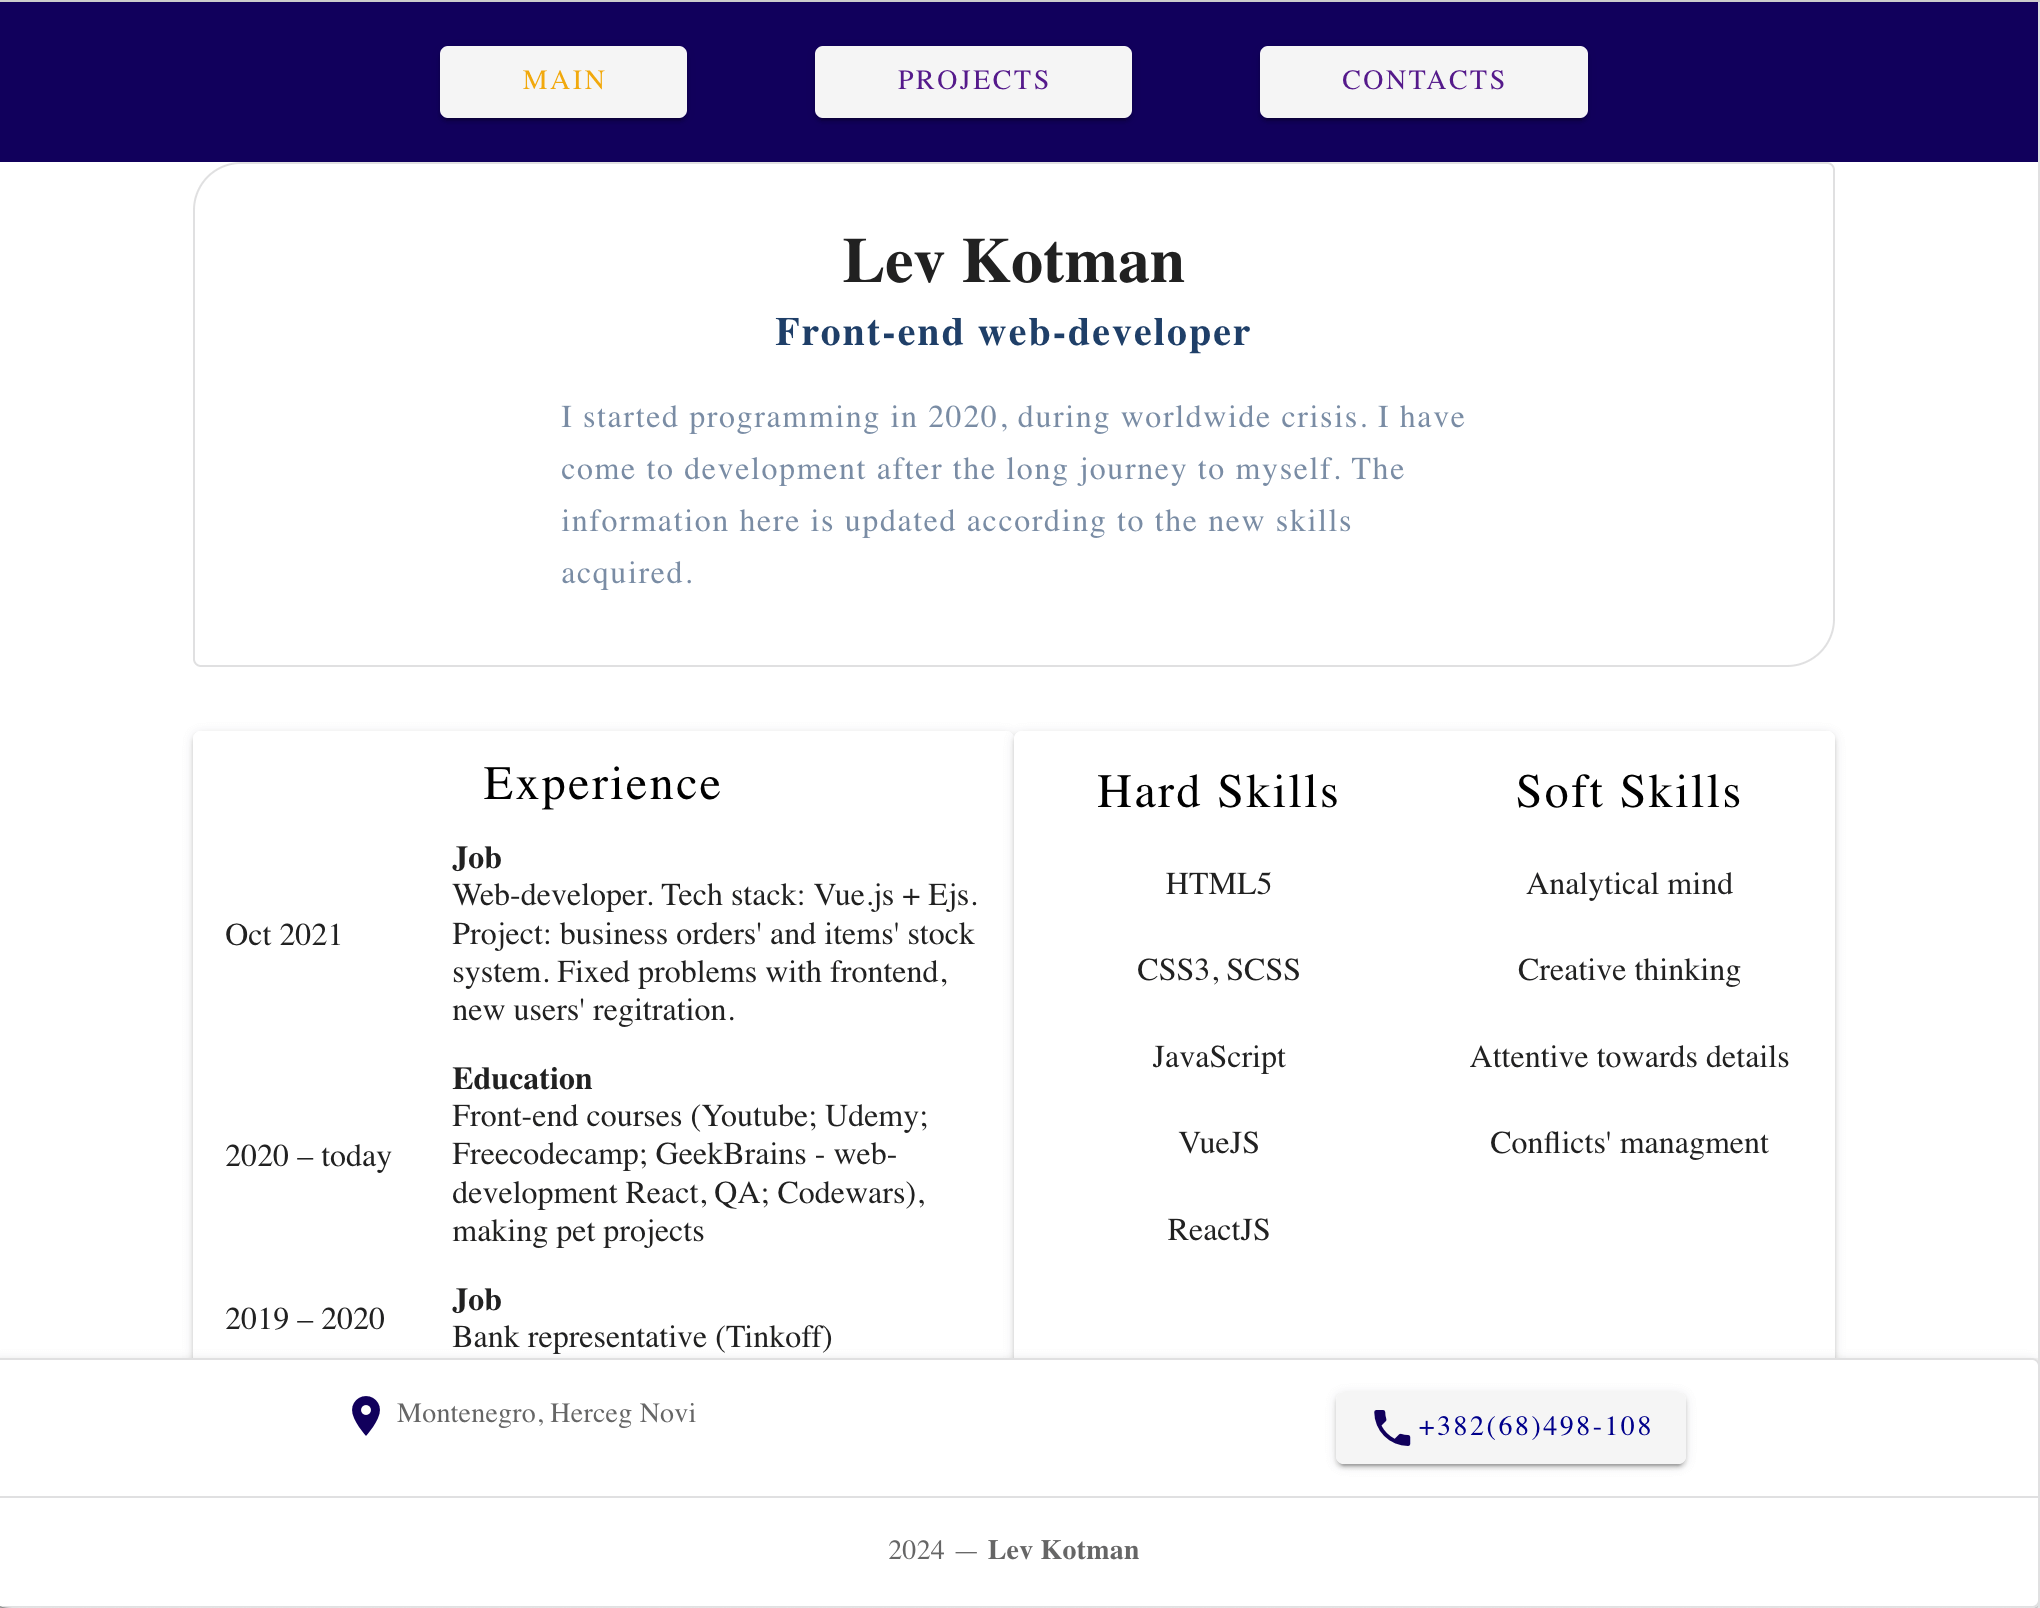 MAIN
PROJECTS
CONTACTS
Lev Kotman
Front-end web-developer
I started programming in 2020, during worldwide crisis. I have
come to development after the long journey to myself. The
information here is updated according to the new skills
acquired.
Experience
Oct 2021
Job
Web-developer. Tech stack: Vue.js + Ejs.
Project: business orders' and items' stock
system. Fixed problems with frontend,
new users' regitration.
2020 – today
Education
Front-end courses (Youtube; Udemy;
Freecodecamp; GeekBrains - web-
development React, QA; Codewars),
making pet projects
2019 – 2020
Job
Bank representative (Tinkoff)
Hard Skills
HTML5
CSS3, SCSS
JavaScript
VueJS
ReactJS
Soft Skills
Analytical mind
Creative thinking
Attentive towards details
Conflicts' managment
Montenegro, Herceg Novi
+382(68)498-108
2024 — Lev Kotman